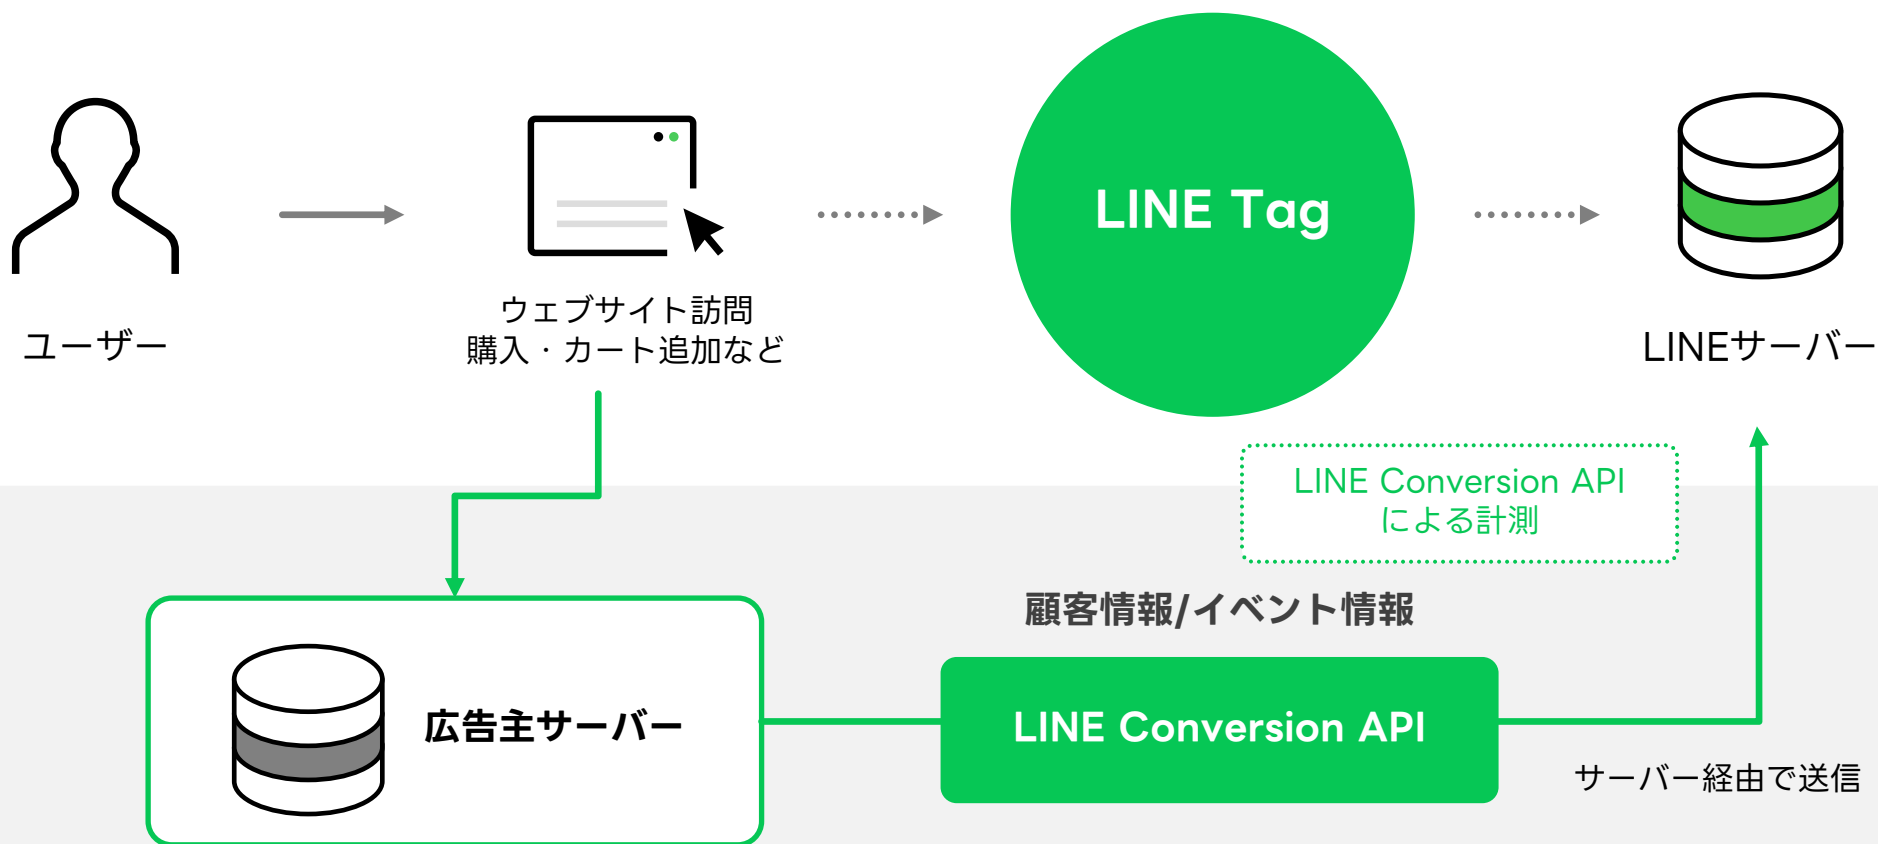 LINE Tag
ウェブサイト訪問
購入・カート追加など
ユーザー
LINEサーバー
LINE Conversion API
による計測
顧客情報/イベント情報
広告主サーバー
LINE Conversion API
サーバー経由で送信